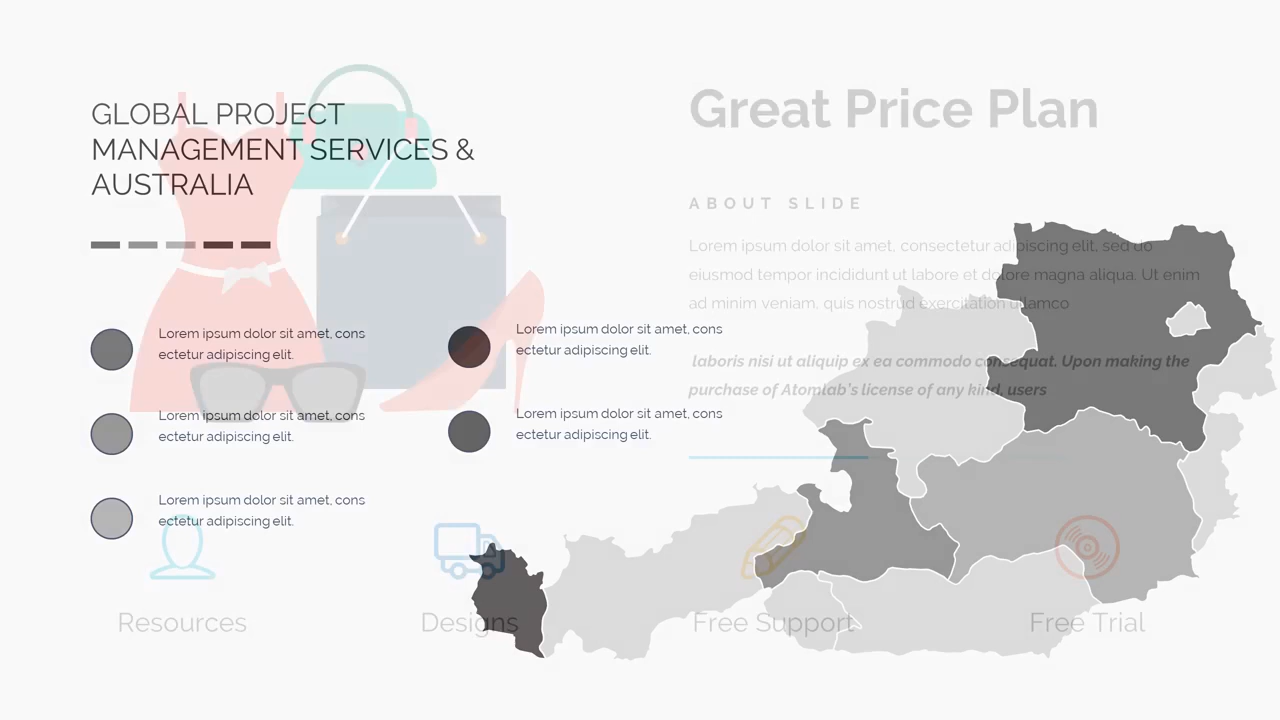 GLOBAL PROJECT
MANAGEMENT SERVICES &
AUSTRALIA
Lorem ipsum dolor sit amet, cons
ectetur adipiscing elit.
Lorem ipsum dolor sit amet, cons
ectetur adipiscing elit.
Lorem ipsum dolor sit amet, cons
ectetur adipiscing elit.
Lorem ipsum dolor sit amet, cons
ectetur adipiscing elit.
Lorem ipsum dolor sit amet, cons
ectetur adipiscing elit.
Great Price Plan
ABOUT SLIDE
Lorem ipsum dolor sit amet, consectetur adipiscing elit, sed do
eiusmod tempor incididunt ut labore et dolore magna aliqua. Ut enim
ad minim veniam, quis nostrud exercitation ullamco
laboris nisi ut aliquip ex ea commodo consequat. Upon making the
purchase of Atomlab's license of any kind, users
Resources
Designs
Free Support
Free Trial